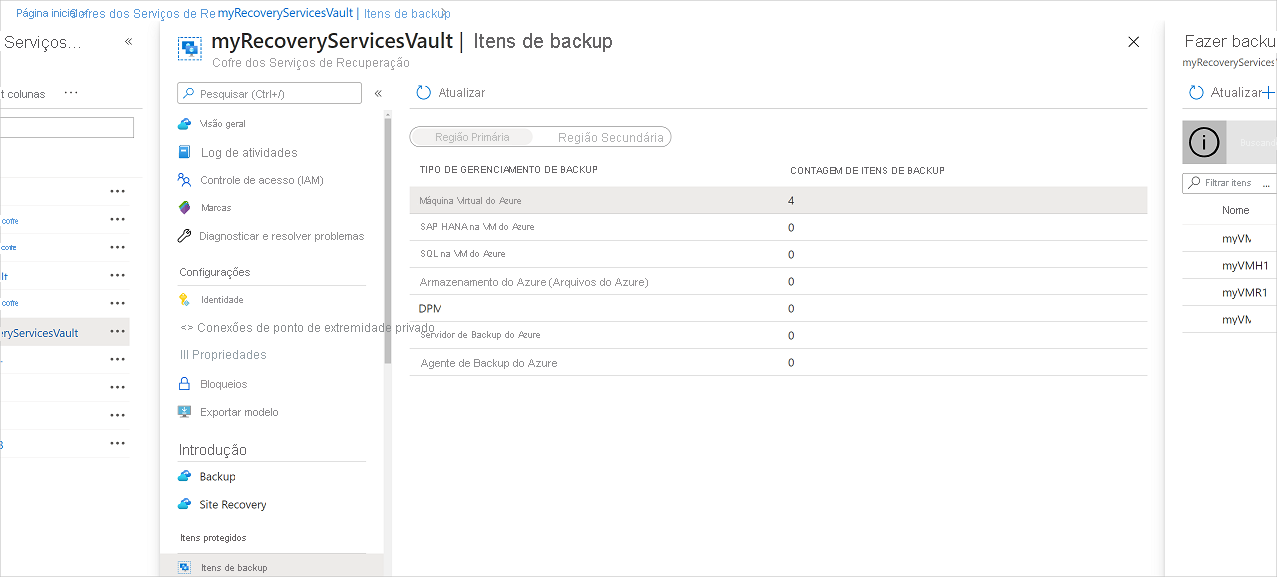 Página inicial
Cofres dos Serviços de Re
myRecoveryServicesVault | Itens de backup
Serviços...
t colunas
cofre
cofre
lt
cofre
ryServicesVault
myRecoveryServicesVault | Itens de backup
Cofre dos Serviços de Recuperação
Pesquisar (Ctrl+/)
Visão geral
Log de atividades
Controle de acesso (IAM)
Marcas
Diagnosticar e resolver problemas
Configurações
Identidade
<> Conexões de ponto de extremidade privado
III Propriedades
Bloqueios
Exportar modelo
Introdução
Backup
Site Recovery
Itens protegidos
Itens de backup
Atualizar
Região Primária Região Secundária
TIPO DE GERENCIAMENTO DE BACKUP CONTAGEM DE ITENS DE BACKUP
Máquina Virtual do Azure 4
SAP HANA na VM do Azure 0
SQL na VM do Azure 0
Armazenamento do Azure (Arquivos do Azure) 0
DPM 0
Servidor de Backup do Azure 0
Agente de Backup do Azure 0
Fazer backu
myRecoveryServices
Atualizar
Buscand
Filtrar itens ...
Nome
myVM
myVMH1
myVMR1
myVM